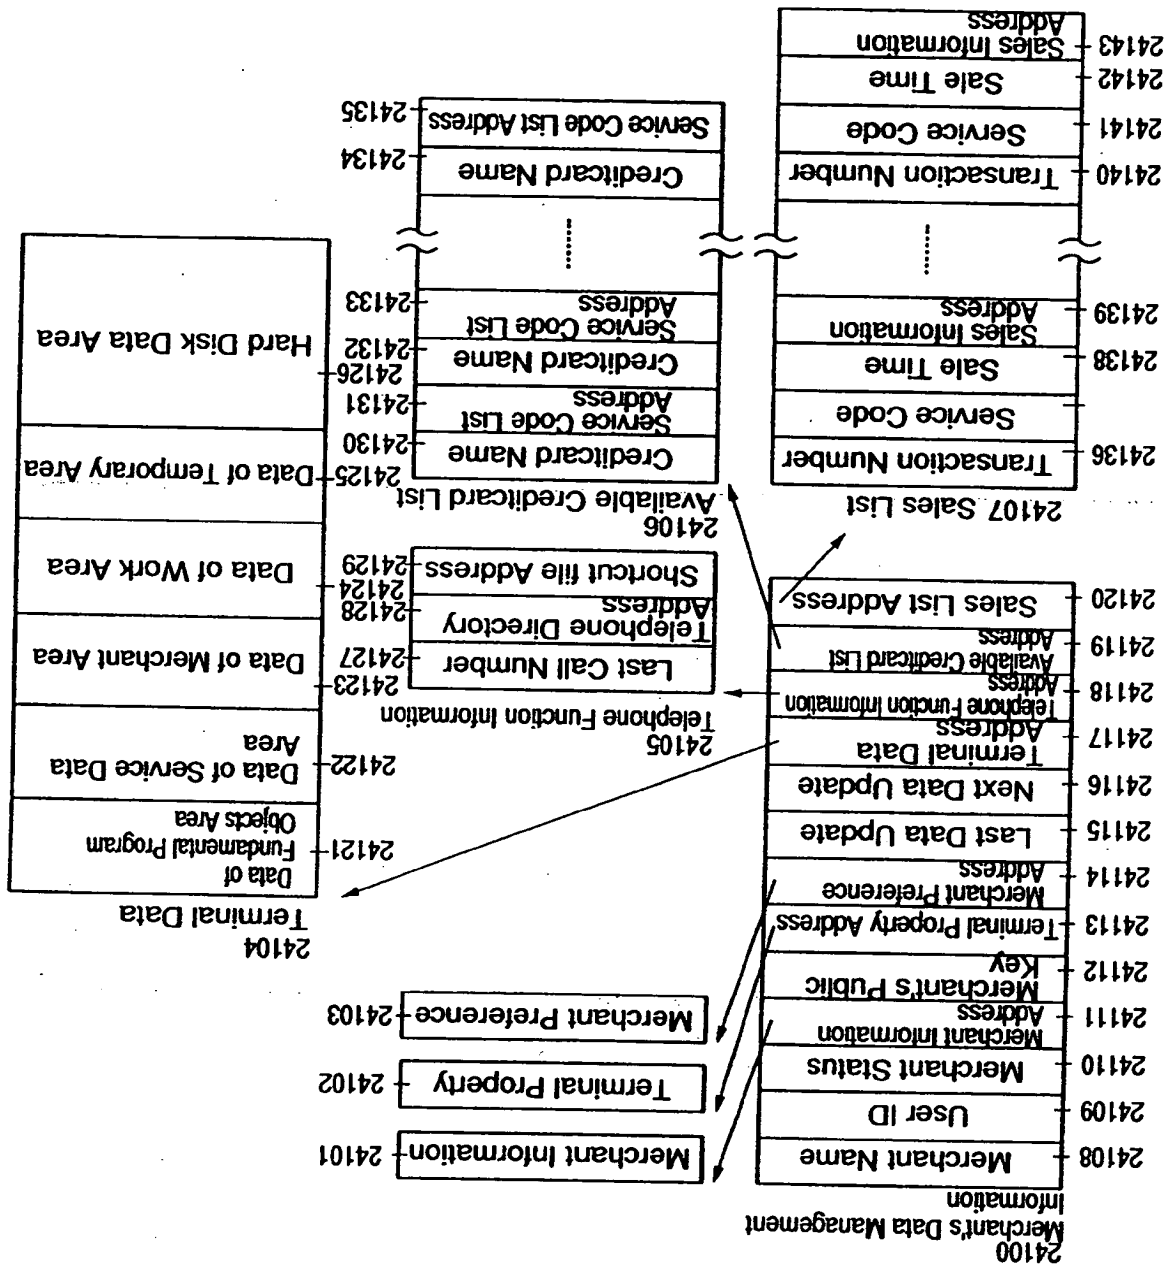 24100
Merchant's Data Management
Information
24108
Merchant Name
24109
User ID
24110
Merchant Status
24111
Merchant Information
Address
24112
Merchant's Public
Key
24113
Terminal Property Address
24114
Merchant Preference
Address
24115
Last Data Update
24116
Next Data Update
24117
Terminal Data
Address
24118
Telephone Function Information
Address
24119
Available Creditcard List
Address
24120
Sales List Address
Merchant Information
24101
Terminal Property
24102
Merchant Preference
24103
24104
Terminal Data
Data of
Fundamental Program
Objects Area
24121
Data of Service Data
Area
24122
Data of Merchant Area
24123
Data of Work Area
24124
Data of Temporary Area
24125
Hard Disk Data Area
24126
24105
Telephone Function Information
Last Call Number
24127
Telephone Directory
Address
24128
Shortcut file Address
24129
24106
Available Creditcard List
Creditcard Name
24130
Service Code List
Address
24131
Creditcard Name
24132
Service Code List
Address
24133
........
Creditcard Name
24134
Service Code List Address
24135
24107 Sales List
24136
Transaction Number
Service Code
24138
Sale Time
24139
Sales Information
Address
........
24140
Transaction Number
24141
Service Code
24142
Sale Time
24143
Sales Information
Address